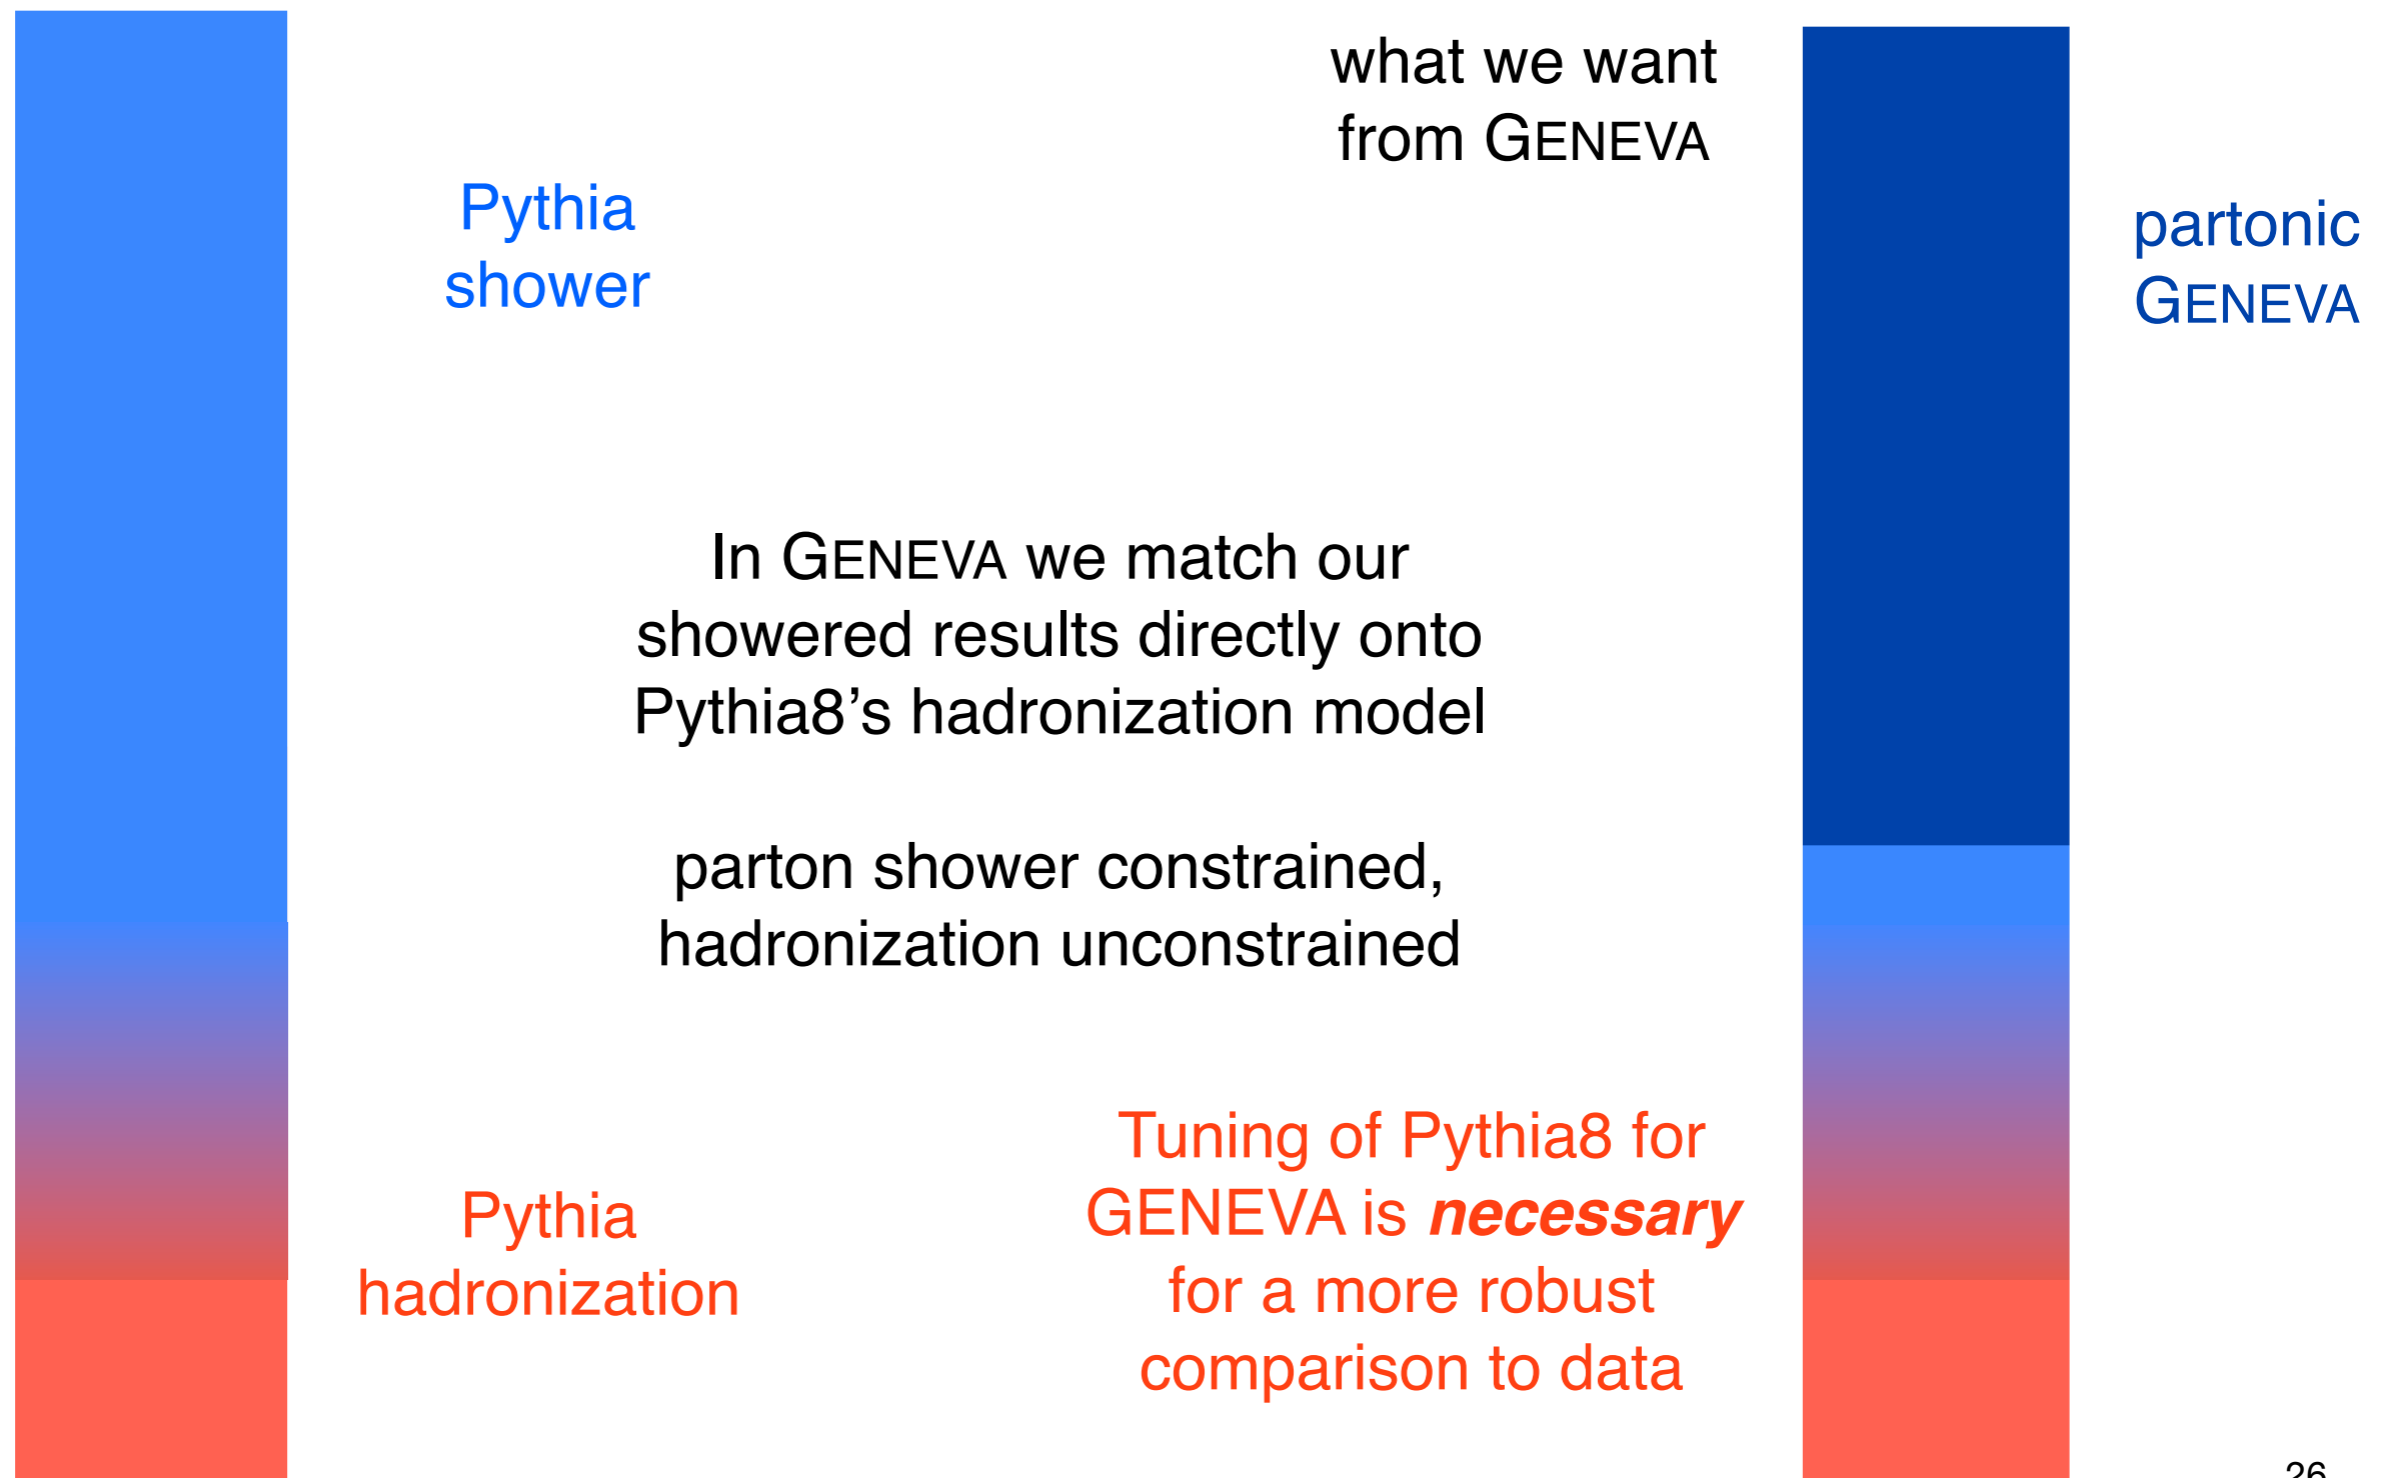 what we want
from GENEVA
Pythia
shower
partonic
GENEVA
In GENEVA we match our
showered results directly onto
Pythia8’s hadronization model
parton shower constrained,
hadronization unconstrained
Pythia
hadronization
Tuning of Pythia8 for
GENEVA is necessary
for a more robust
comparison to data
26